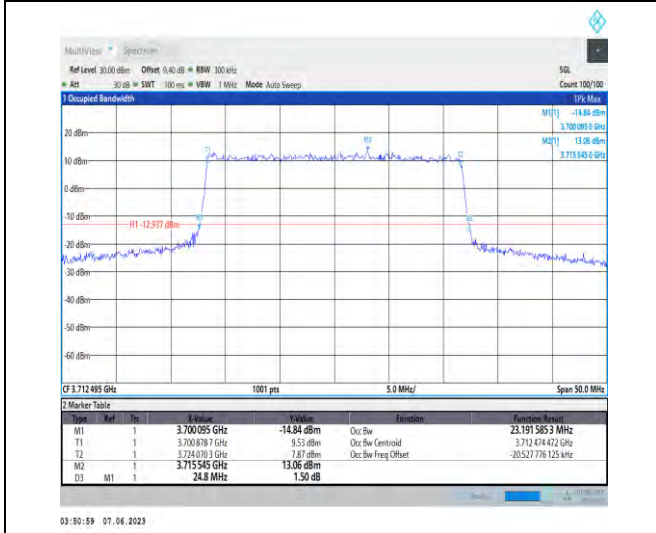 MultiView Spectrum
Ref Level 30.00 dBm Offset 9.40 dB RBW 300 kHz SGL
Att 30 dB SWT 100 ms VBW 1 MHz Mode Auto Sweep Count 100/100
1 Occupied Bandwidth 1Pk Max
M1[1] -14.84 dBm
3.700 095 0 GHz
M2[1] 13.06 dBm
3.715 545 0 GHz
20 dBm
M2
T1
T2
10 dBm
0 dBm
-10 dBm
H1 -12.937 dBm
-20 dBm
-30 dBm
-40 dBm
-50 dBm
-60 dBm
CF 3.712 495 GHz 1001 pts 5.0 MHz/ Span 50.0 MHz
2 Marker Table
Type Ref Trc X-Value Y-Value Function Function Result
M1 1 3.700 095 GHz -14.84 dBm Occ Bw 23.191 585 3 MHz
T1 1 3.700 878 7 GHz 9.53 dBm Occ Bw Centroid 3.712 474 472 GHz
T2 1 3.724 070 3 GHz 7.87 dBm Occ Bw Freq Offset -20.527 776 125 kHz
M2 1 3.715 545 GHz 13.06 dBm
D3 M1 1 24.8 MHz 1.50 dB
03:50:59 07.06.2023